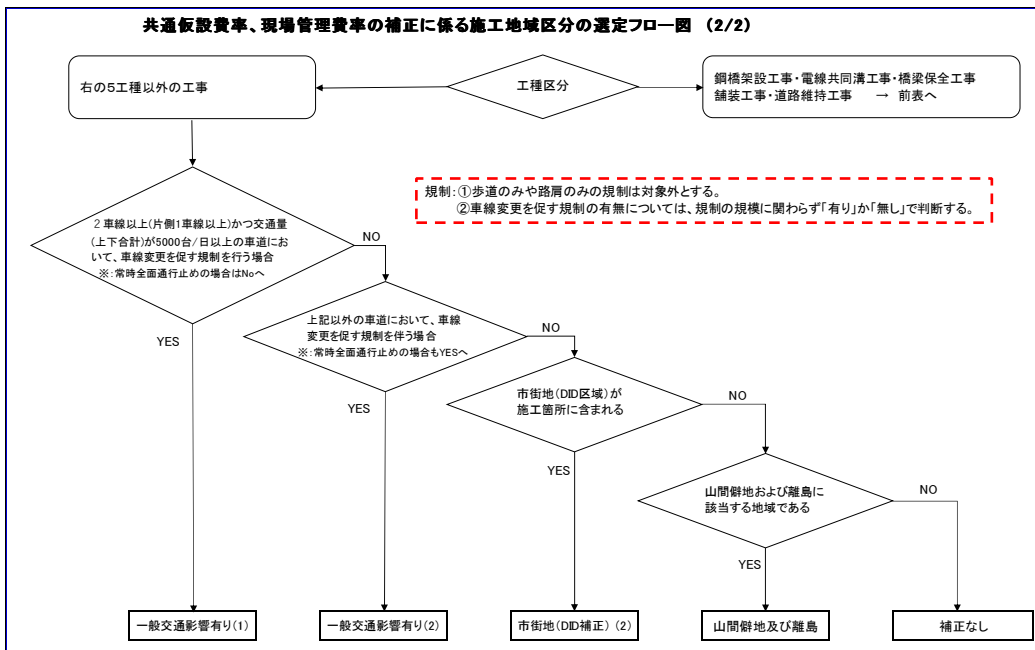 共通仮設費率、現場管理費率の補正に係る施工地域区分の選定フロー図 (2/2)
右の5工種以外の工事
工種区分
鋼橋架設工事・電線共同溝工事・橋梁保全工事
舗装工事・道路維持工事 → 前表へ
規制:①歩道のみや路肩のみの規制は対象外とする。
②車線変更を促す規制の有無については、規制の規模に関わらず「有り」か「無し」で判断する。
2車線以上(片側1車線以上)かつ交通量
(上下合計)が5000台/日以上の車道にお
いて、車線変更を促す規制を行う場合
※:常時全面通行止めの場合はNoへ
NO
YES
上記以外の車道において、車線
変更を促す規制を伴う場合
※:常時全面通行止めの場合もYESへ
NO
YES
市街地(DID区域)が
施工箇所に含まれる
NO
YES
山間僻地および離島に
該当する地域である
NO
YES
一般交通影響有り(1)
一般交通影響有り(2)
市街地(DID補正)(2)
山間僻地及び離島
補正なし